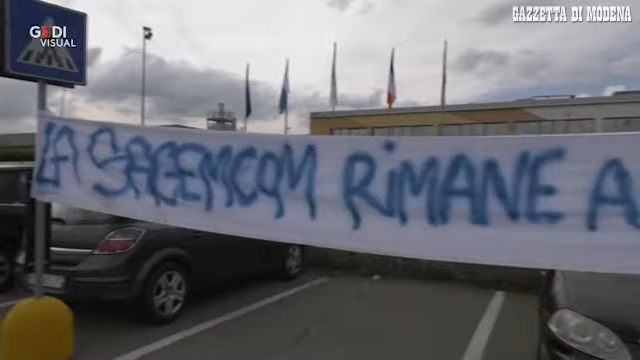 GEDI
VISUAL
GAZZETTA DI MODENA
LA SAGEMCOM RIMANE A